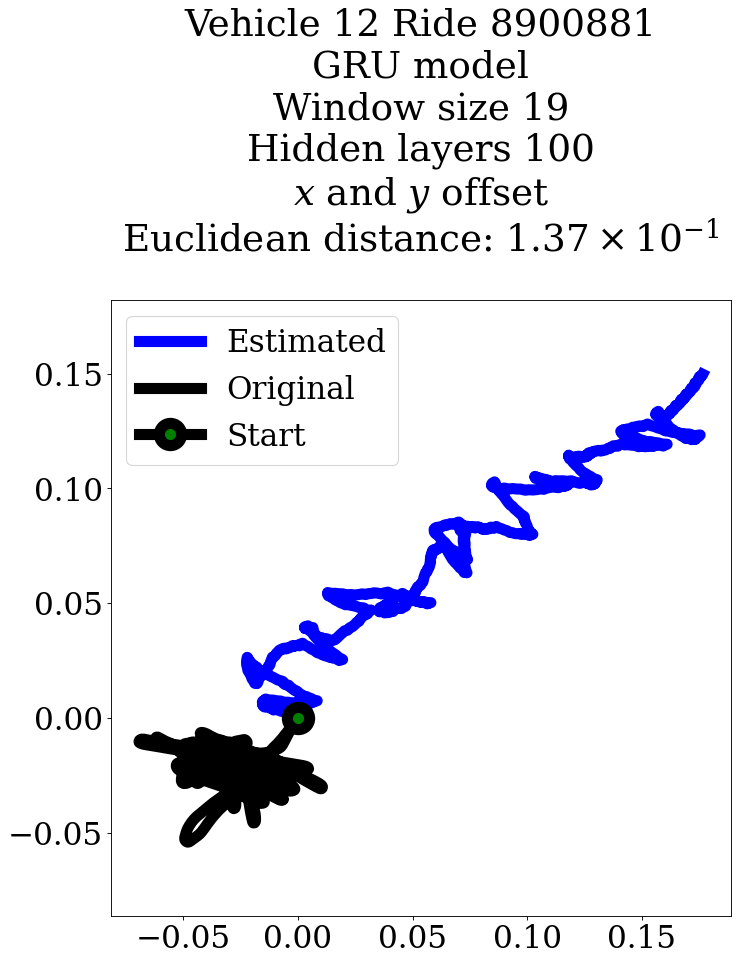 Vehicle 12 Ride 8900881
GRU model
Window size 19
Hidden layers 100
x and y offset
Euclidean distance: 1.37 × 10⁻¹
Estimated
Original
Start
0.15
0.10
0.05
0.00
−0.05
−0.05 0.00 0.05 0.10 0.15